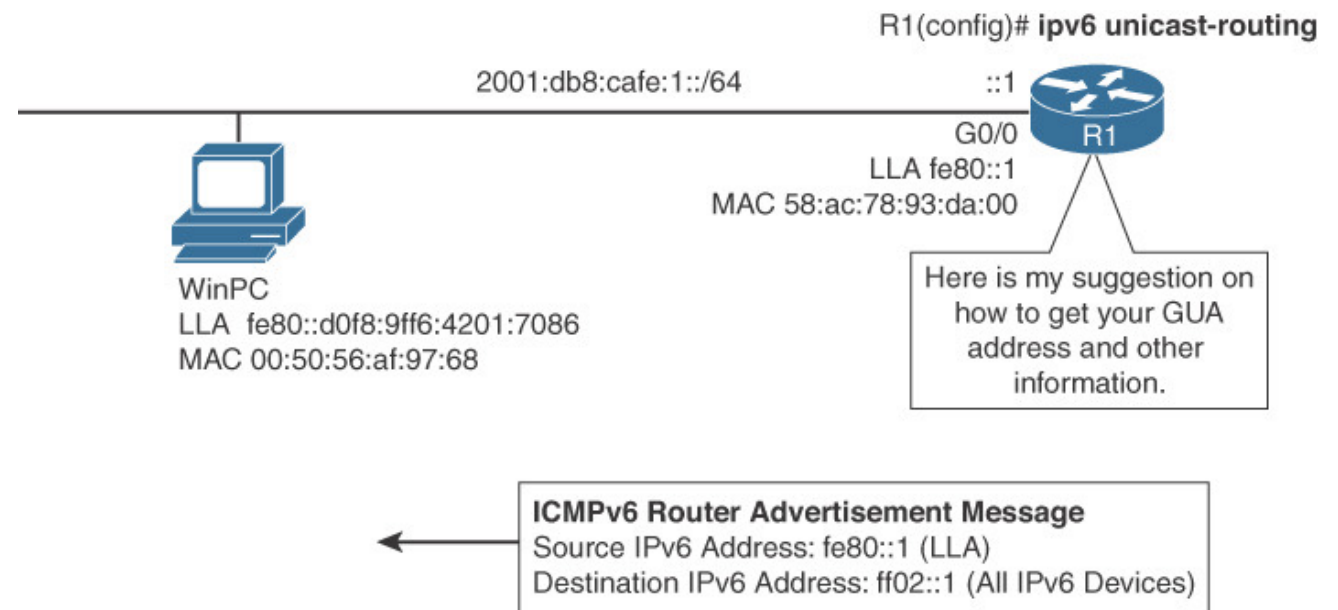 R1(config)# ipv6 unicast-routing
2001:db8:cafe:1::/64
::1
G0/0
R1
LLA fe80::1
MAC 58:ac:78:93:da:00
Here is my suggestion on
how to get your GUA
address and other
information.
WinPC
LLA fe80::d0f8:9ff6:4201:7086
MAC 00:50:56:af:97:68
ICMPv6 Router Advertisement Message
Source IPv6 Address: fe80::1 (LLA)
Destination IPv6 Address: ff02::1 (All IPv6 Devices)